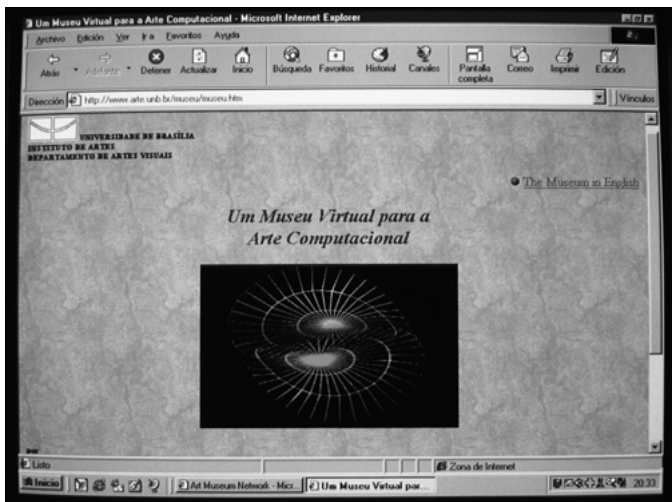 Um Museu Virtual para a Arte Computacional - Microsoft Internet Explorer
Archivo Edición Ver Ir a Favoritos Ayuda
Atrás Adelante Detener Actualizar Inicio Búsqueda Favoritos Historial Canales Pantalla completa Correo Imprimir Edición
Dirección http://www.arte.unb.br/museu/museu.htm Vínculos
UNIVERSIDADE DE BRASÍLIA
INSTITUTO DE ARTES
DEPARTAMENTO DE ARTES VISUAIS
The Museum in English
Um Museu Virtual para a
Arte Computacional
Listo Zona de Internet
Inicio Art Museum Network - Micr... Um Museu Virtual par... 20:33